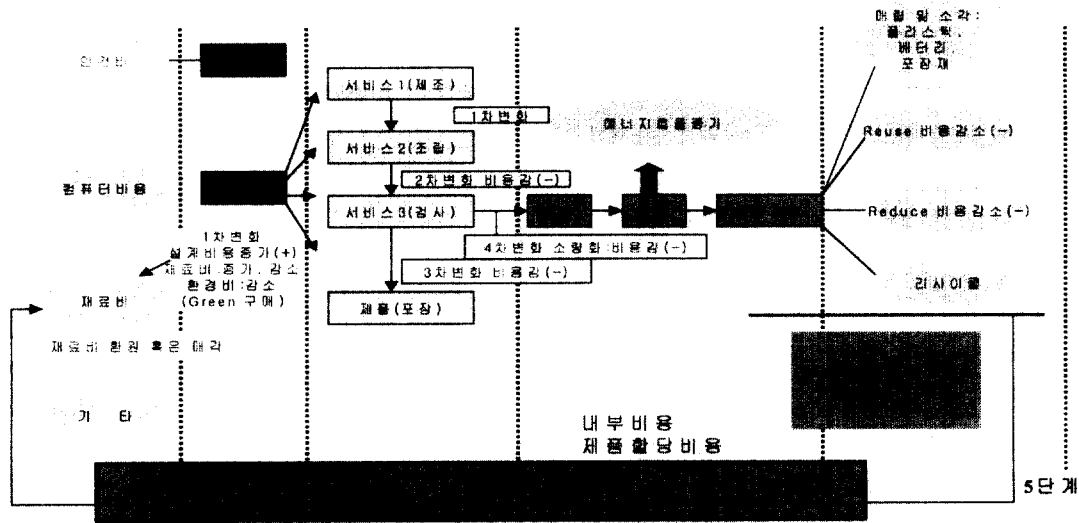 매립 및 소각:
플라스틱,
배터리,
포장재
인건비
서비스1(제조)
1차변화
에너지효율증가
Reuse 비용감소(-)
서비스2(조립)
2차변화 비용감(-)
컴퓨터비용
서비스3(검사)
Reduce 비용감소(-)
1차변화
설계비용증가(+)
재료비:증가, 감소
환경비:감소
(Green 구매)
4차변화 소형화:비용감(-)
3차변화 비용감(-)
리사이클
재료비
제품(포장)
재료비 환원 혹은 매각
기 타
내부비용
제품할당비용
5단계